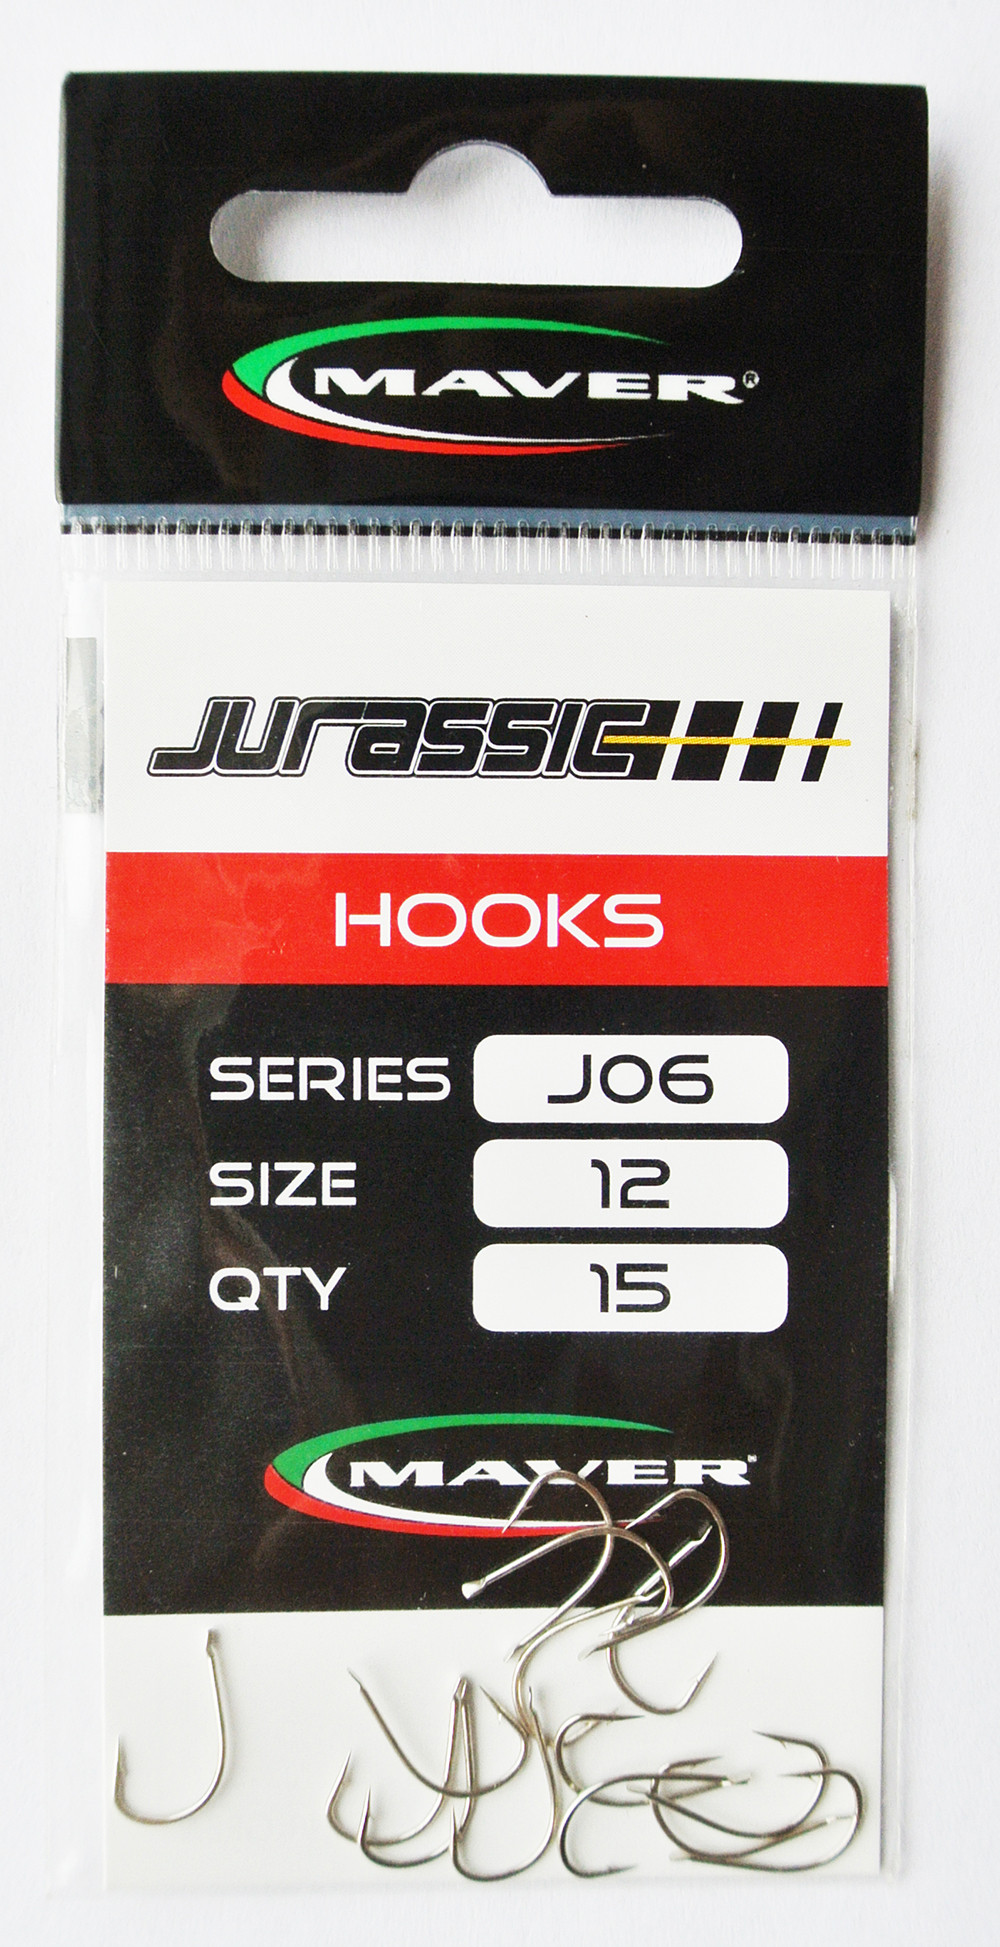 MAVER®
JURASSIC
HOOKS
SERIES J06
SIZE 12
QTY 15
MAVER